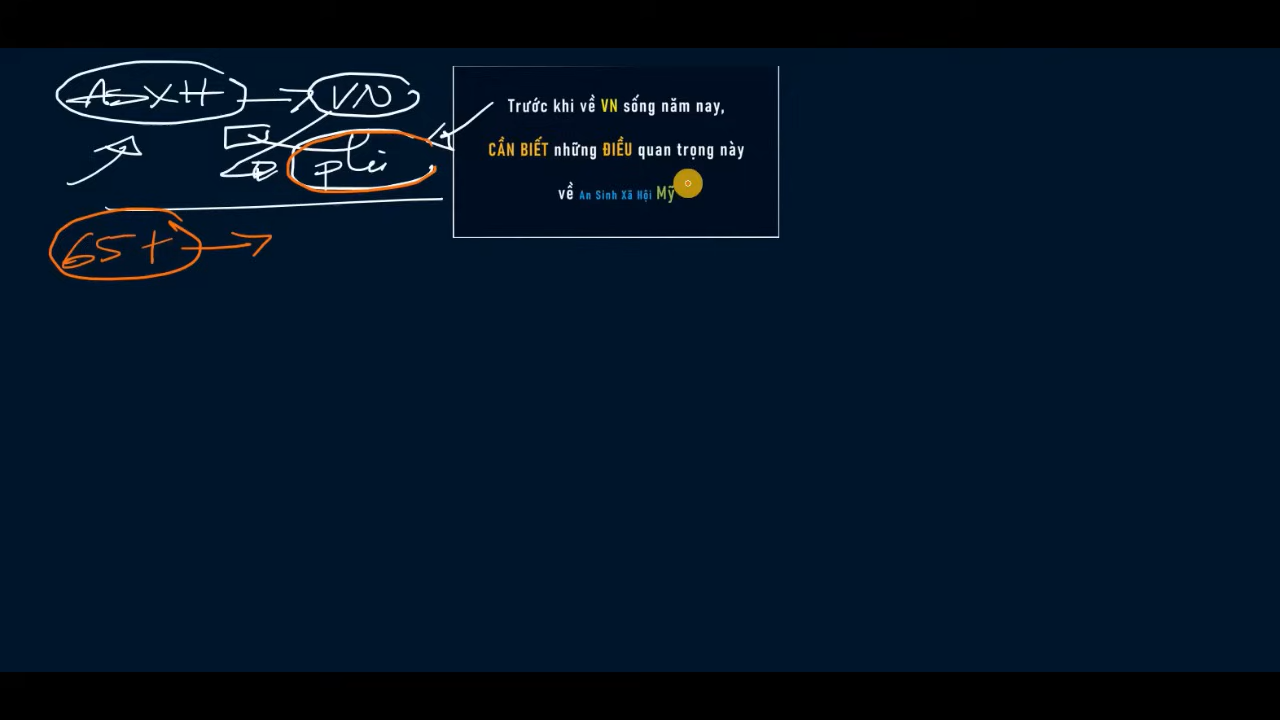 ASXH → VN
Trước khi về VN sống năm nay,
CẦN BIẾT những ĐIỀU quan trọng này
về An Sinh Xã Hội Mỹ
65+ →